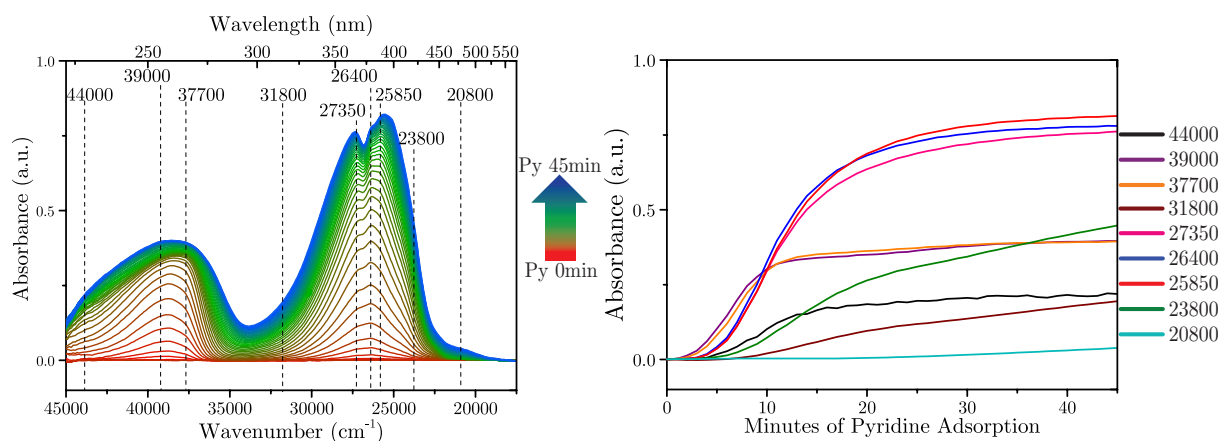 Wavelength (nm)
250 300 350 400 450 500 550
1.0
39000
26400
44000
37700
31800
25850
20800
27350
23800
Absorbance (a.u.)
0.5
0.0
45000 40000 35000 30000 25000 20000
Wavenumber (cm-1)
Py 45min
Py 0min
1.0
Absorbance (a.u.)
0.5
0.0
0 10 20 30 40
Minutes of Pyridine Adsorption
44000
39000
37700
31800
27350
26400
25850
23800
20800